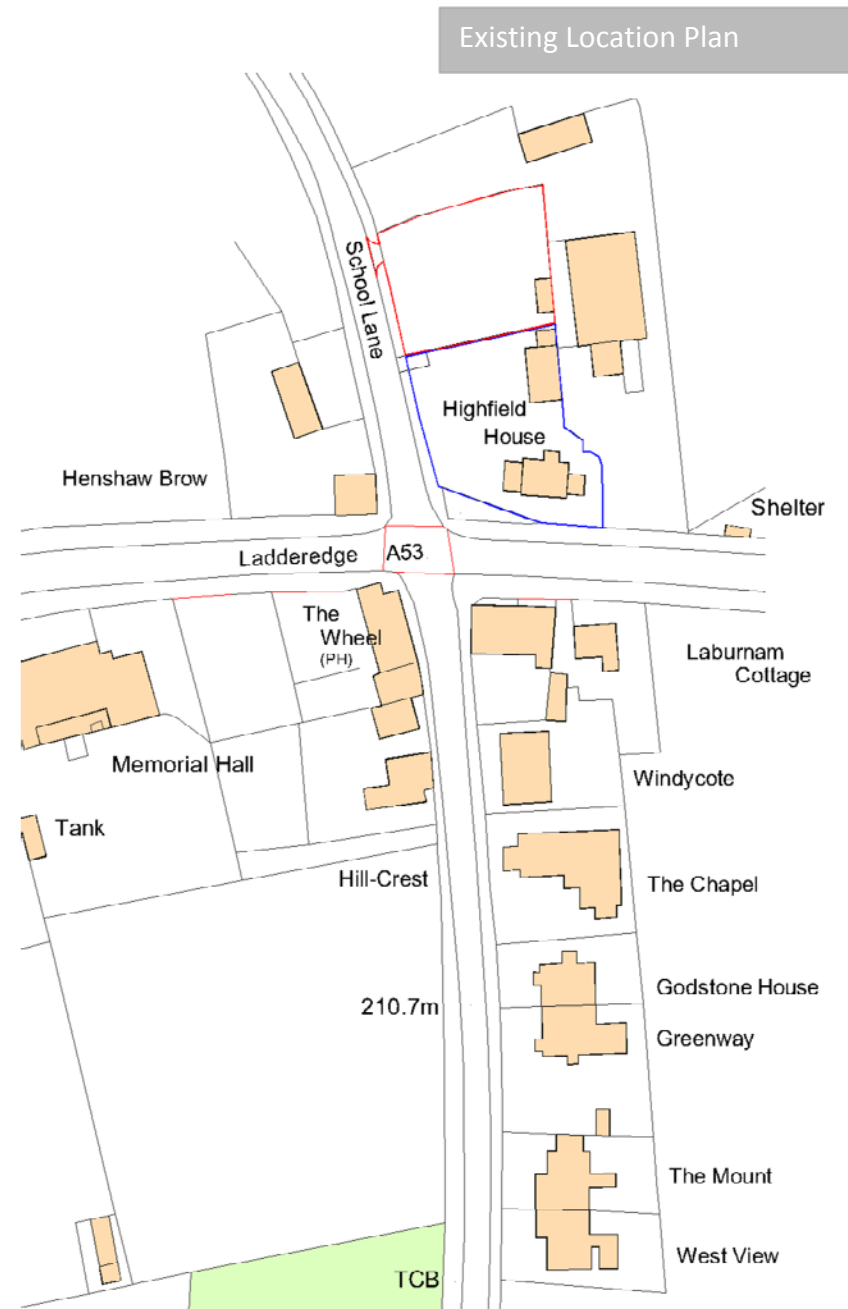 Existing Location Plan
School Lane
Highfield
House
Henshaw Brow
Shelter
Ladderedge
A53
The
Wheel
(PH)
Laburnam
Cottage
Memorial Hall
Windycote
Tank
Hill-Crest
The Chapel
Godstone House
210.7m
Greenway
The Mount
West View
TCB